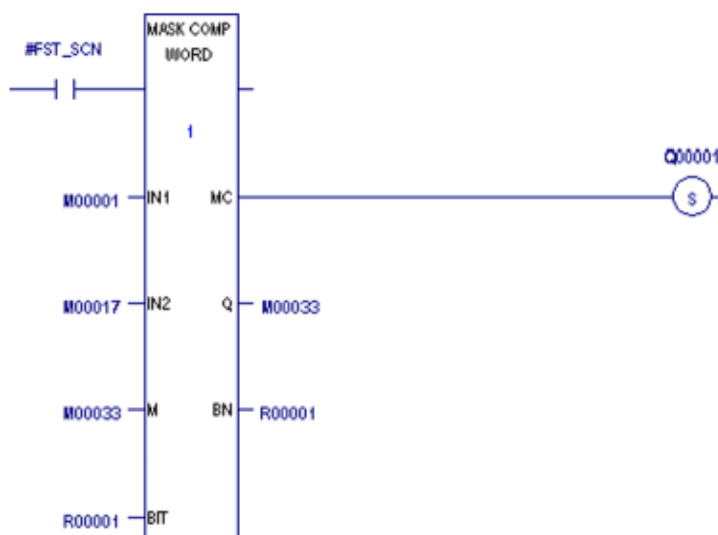 MASK COMP
WORD
#FST_SCN
1
Q00001
S
M00001 IN1 MC
M00017 IN2 Q M00033
M00033 M BN R00001
R00001 BIT